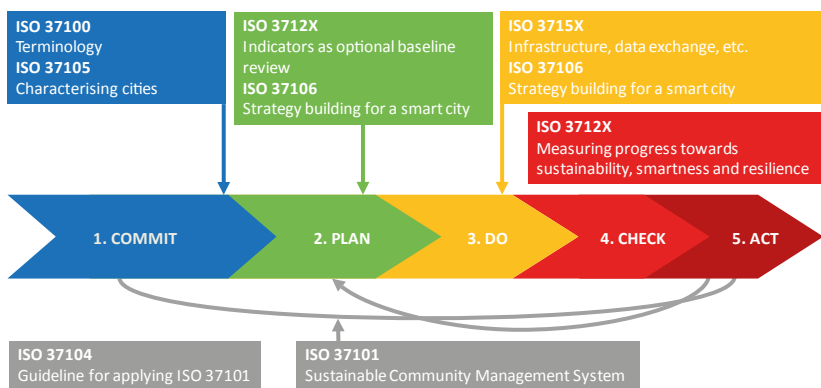 ISO 37100
Terminology
ISO 37105
Characterising cities
ISO 3712X
Indicators as optional baseline
review
ISO 37106
Strategy building for a smart city
ISO 3715X
Infrastructure, data exchange, etc.
ISO 37106
Strategy building for a smart city
ISO 3712X
Measuring progress towards
sustainability, smartness and resilience
1. COMMIT
2. PLAN
3. DO
4. CHECK
5. ACT
ISO 37104
Guideline for applying ISO 37101
ISO 37101
Sustainable Community Management System